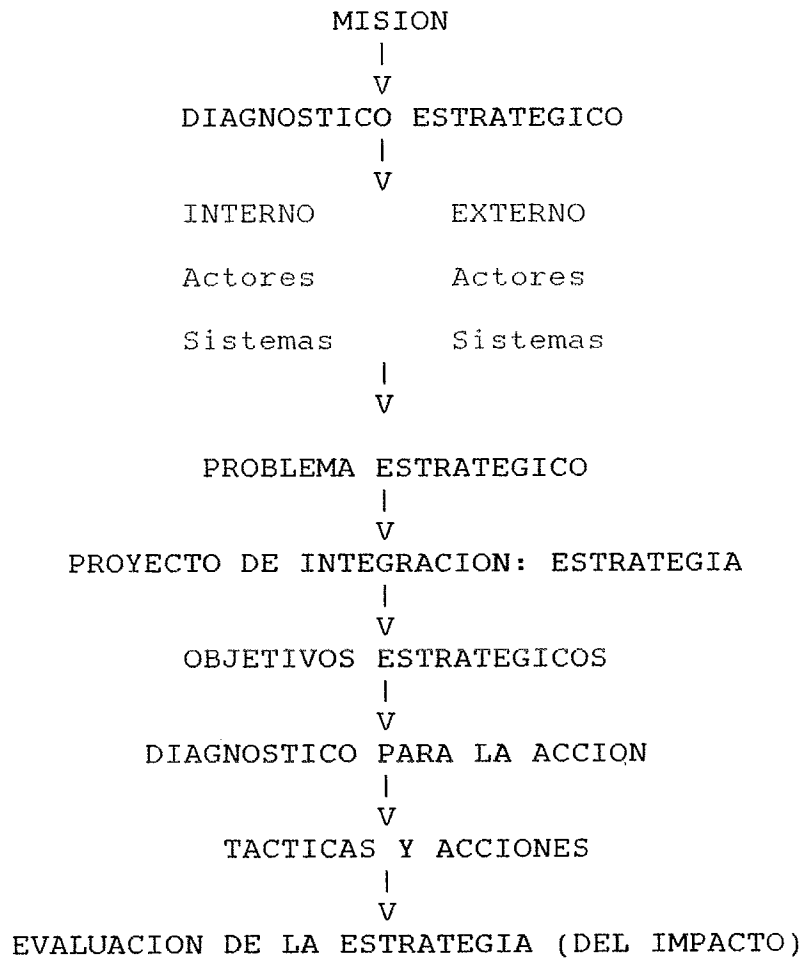 MISION
|
V
DIAGNOSTICO ESTRATEGICO
|
V
INTERNO EXTERNO
Actores Actores
Sistemas Sistemas
|
V
PROBLEMA ESTRATEGICO
|
V
PROYECTO DE INTEGRACION: ESTRATEGIA
|
V
OBJETIVOS ESTRATEGICOS
|
V
DIAGNOSTICO PARA LA ACCION
|
V
TACTICAS Y ACCIONES
|
V
EVALUACION DE LA ESTRATEGIA (DEL IMPACTO)